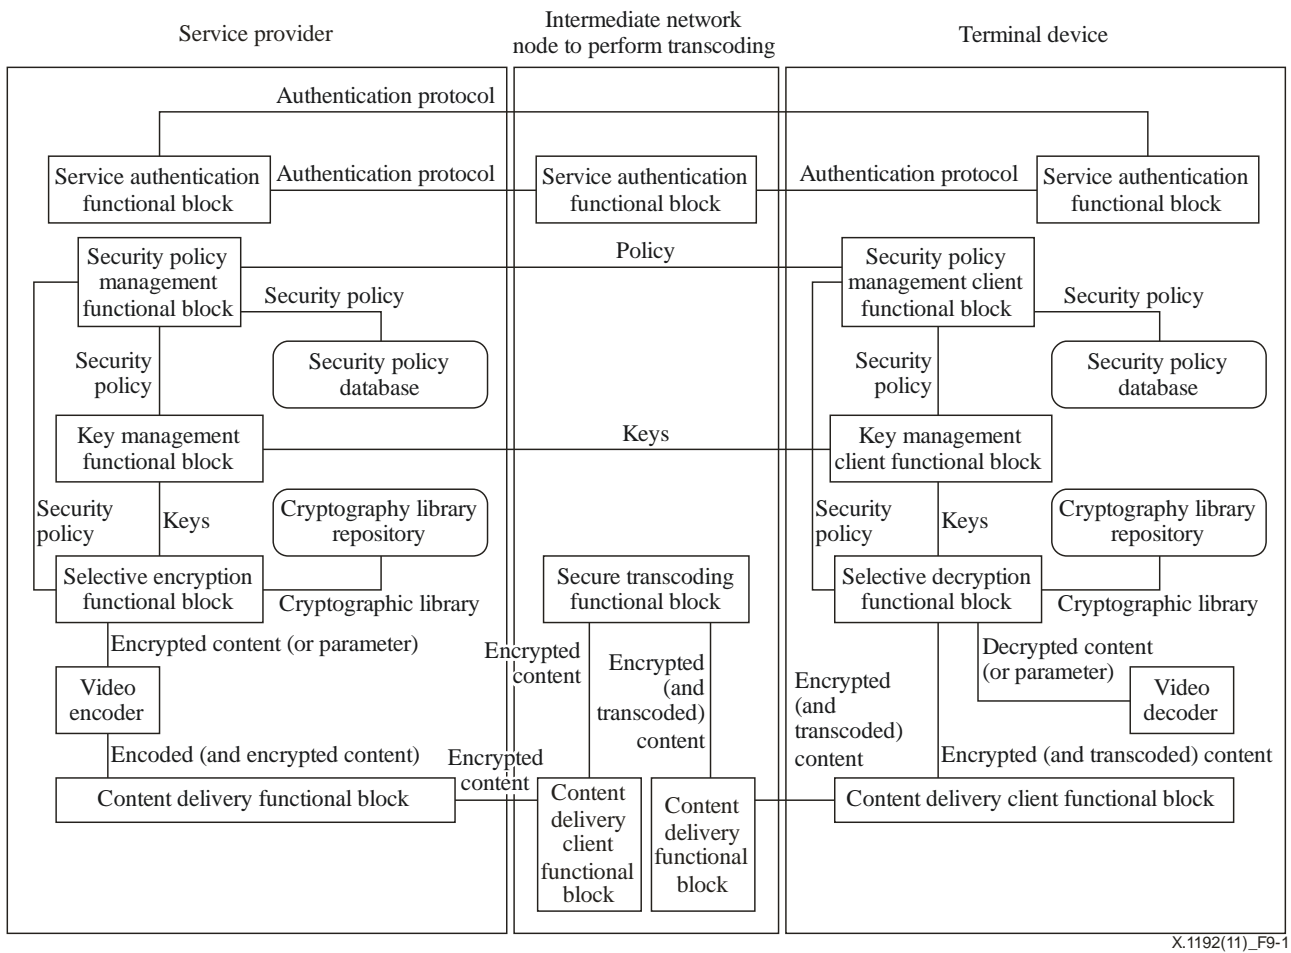 Service provider
Intermediate network
node to perform transcoding
Terminal device
Authentication protocol
Service authentication
functional block
Authentication protocol
Service authentication
functional block
Authentication protocol
Service authentication
functional block
Security policy
management
functional block
Policy
Security policy
management client
functional block
Security policy
Security policy
Security policy
database
Security policy
database
Security
policy
Security
policy
Key management
functional block
Keys
Key management
client functional block
Security
policy
Keys
Cryptography library
repository
Security
policy
Keys
Cryptography library
repository
Selective encryption
functional block
Cryptographic library
Secure transcoding
functional block
Selective decryption
functional block
Cryptographic library
Encrypted content (or parameter)
Encrypted
content
Encrypted
(and
transcoded)
content
Encrypted
(and
transcoded)
content
Decrypted content
(or parameter)
Video
encoder
Video
decoder
Encoded (and encrypted content)
Encrypted
content
Encrypted (and transcoded) content
Content delivery functional block
Content
delivery
client
functional
block
Content
delivery
functional
block
Content delivery client functional block
X.1192(11)_F9-1